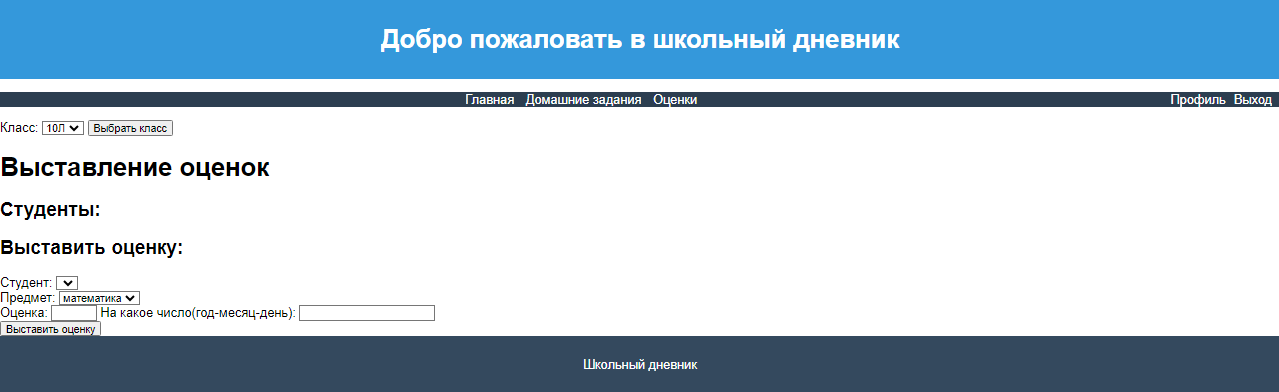 Добро пожаловать в школьный дневник
Главная Домашние задания Оценки Профиль Выход
Класс: 10Л Выбрать класс
Выставление оценок
Студенты:
Выставить оценку:
Студент:
Предмет: математика
Оценка: На какое число(год-месяц-день):
Выставить оценку
Школьный дневник